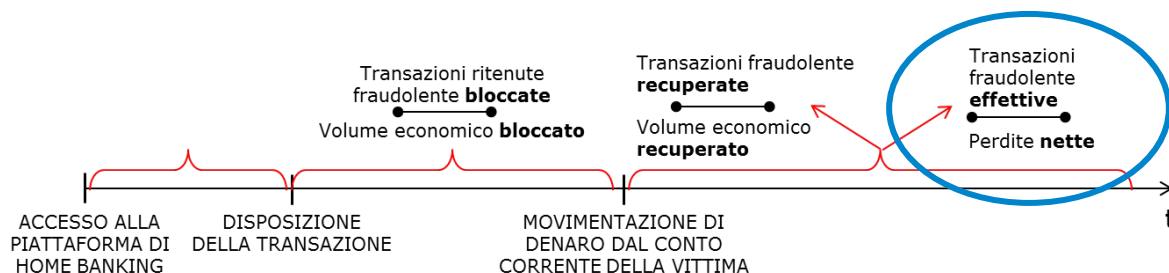 Transazioni ritenute
fraudolente bloccate
Volume economico bloccato
Transazioni fraudolente
recuperate
Volume economico
recuperato
Transazioni
fraudolente
effettive
Perdite nette
t
ACCESSO ALLA
PIATTAFORMA DI
HOME BANKING
DISPOSIZIONE
DELLA TRANSAZIONE
MOVIMENTAZIONE DI
DENARO DAL CONTO
CORRENTE DELLA VITTIMA